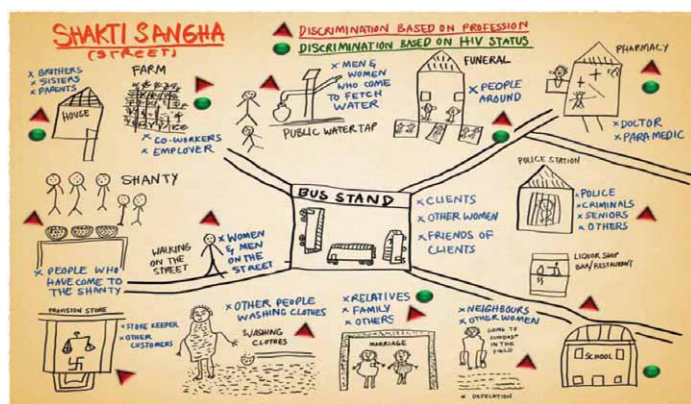 SHAKTI SANGHA
(STREET)
DISCRIMINATION BASED ON PROFESSION
DISCRIMINATION BASED ON HIV STATUS
× BROTHERS
× SISTERS
× PARENTS
HOUSE
FARM
× CO-WORKERS
× EMPLOYER
× MEN &
WOMEN
WHO COME
TO FETCH
WATER
PUBLIC WATER TAP
FUNERAL
× PEOPLE
AROUND
PHARMACY
× DOCTOR
× PARAMEDIC
SHANTY
× PEOPLE WHO
HAVE COME TO
THE SHANTY
WALKING
ON THE
STREET
× WOMEN
& MEN
ON THE
STREET
BUS STAND
× CLIENTS
× OTHER WOMEN
× FRIENDS OF
CLIENTS
POLICE STATION
× POLICE
× CRIMINALS
× SENIORS
× OTHERS
LIQUOR SHOP
BAR/RESTAURANT
PROVISION STORE
× STORE KEEPER
× OTHER
CUSTOMERS
× OTHER PEOPLE
WASHING CLOTHES
WASHING
CLOTHES
× RELATIVES
× FAMILY
× OTHERS
MARRIAGE
× NEIGHBOURS
× OTHER WOMEN
GOING TO
IN THE
FIELD
* DEFECATION
SCHOOL